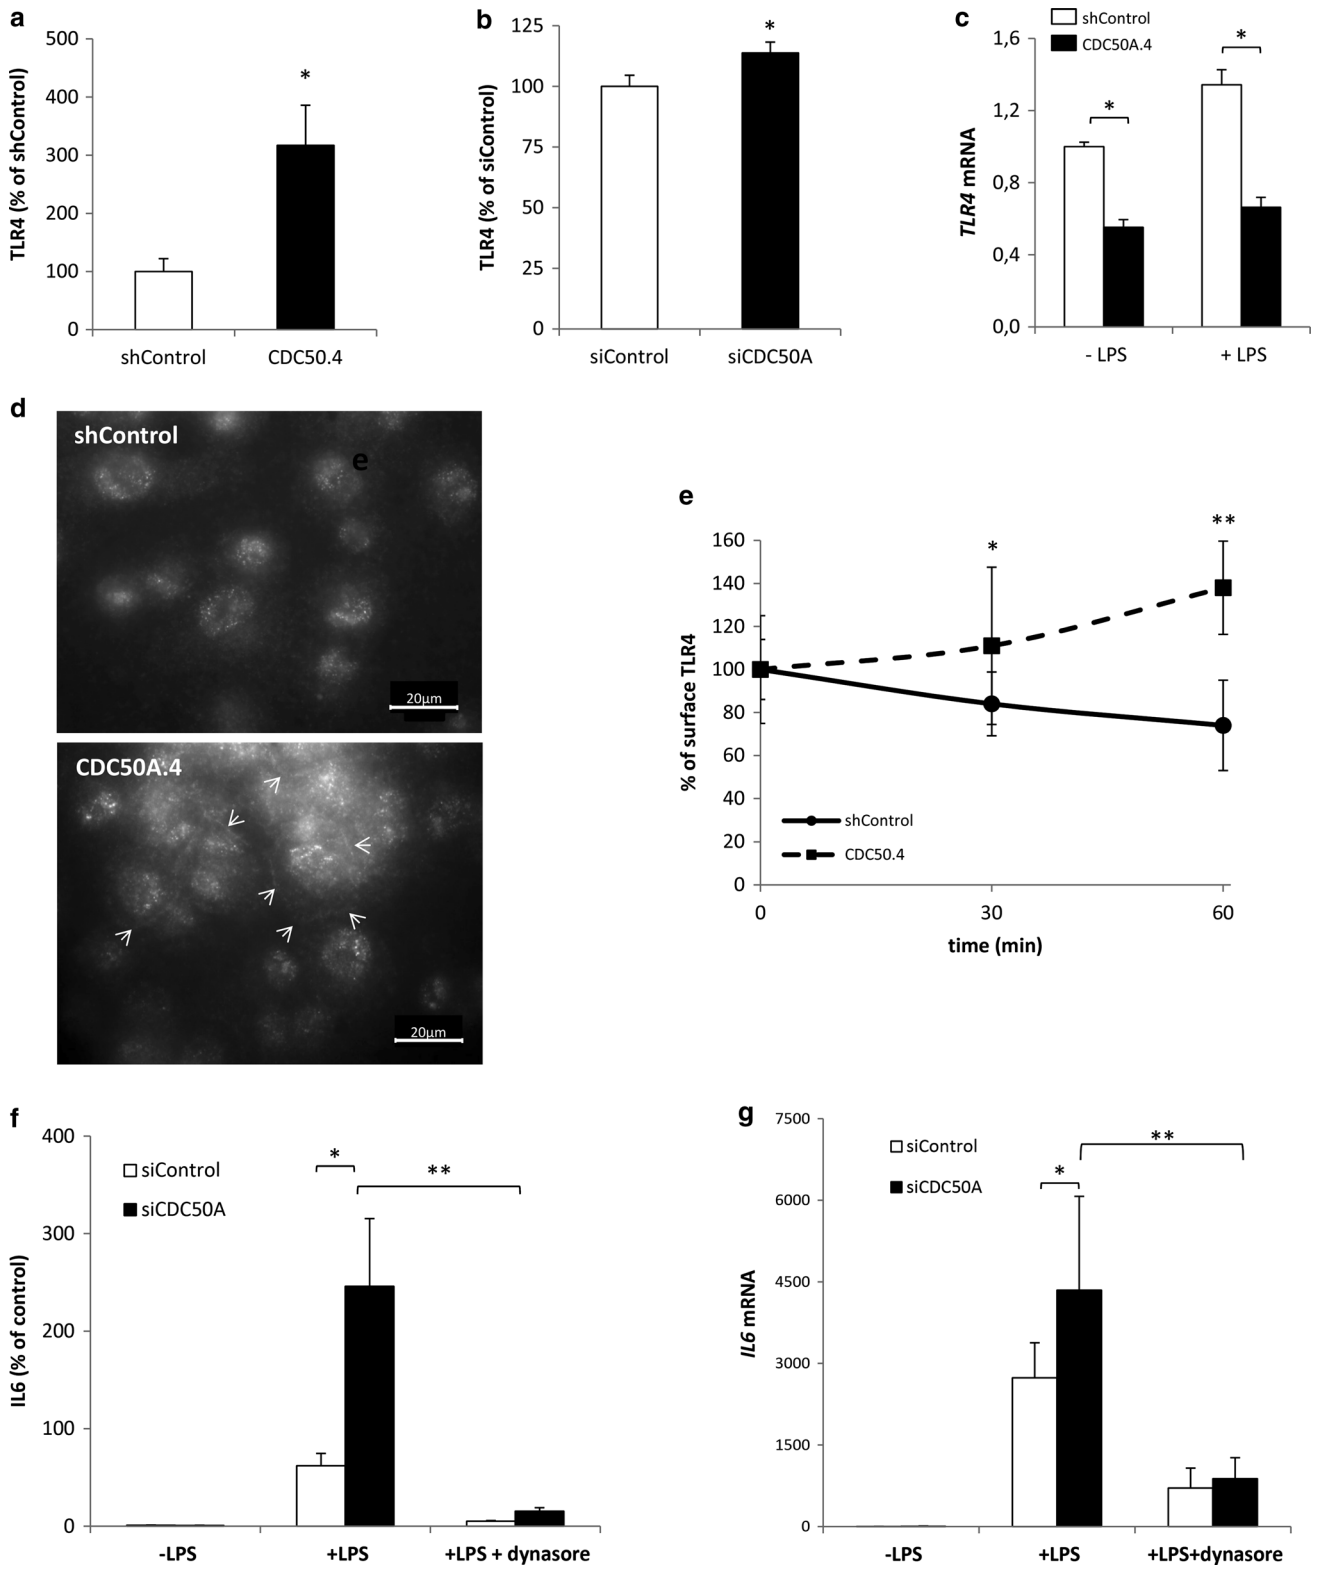 a
500
400
300
200
100
0
TLR4 (% of shControl)
*
shControl
CDC50.4
b
125
100
75
50
25
0
TLR4 (% of siControl)
*
siControl
siCDC50A
c
shControl
CDC50A.4
1,6
1,2
0,8
0,4
0,0
TLR4 mRNA
*
*
- LPS
+ LPS
d
shControl
e
20µm
CDC50A.4
20µm
e
160
140
120
100
80
60
40
20
0
% of surface TLR4
*
**
shControl
CDC50.4
0
30
60
time (min)
f
400
300
200
100
0
IL6 (% of control)
siControl
siCDC50A
*
**
-LPS
+LPS
+LPS + dynasore
g
7500
6000
4500
3000
1500
0
IL6 mRNA
siControl
siCDC50A
*
**
-LPS
+LPS
+LPS+dynasore